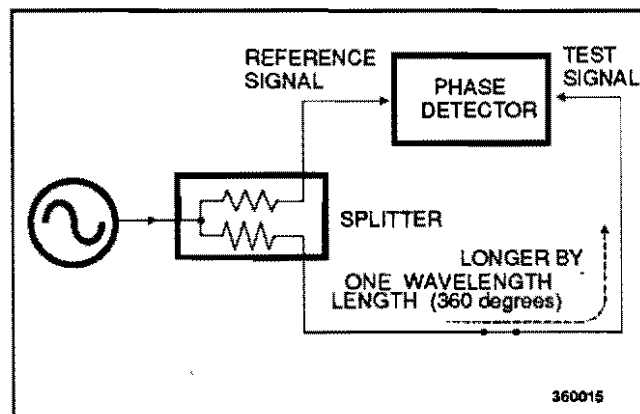 REFERENCE
SIGNAL
PHASE
DETECTOR
TEST
SIGNAL
SPLITTER
LONGER BY
ONE WAVELENGTH
LENGTH (360 degrees)
360015